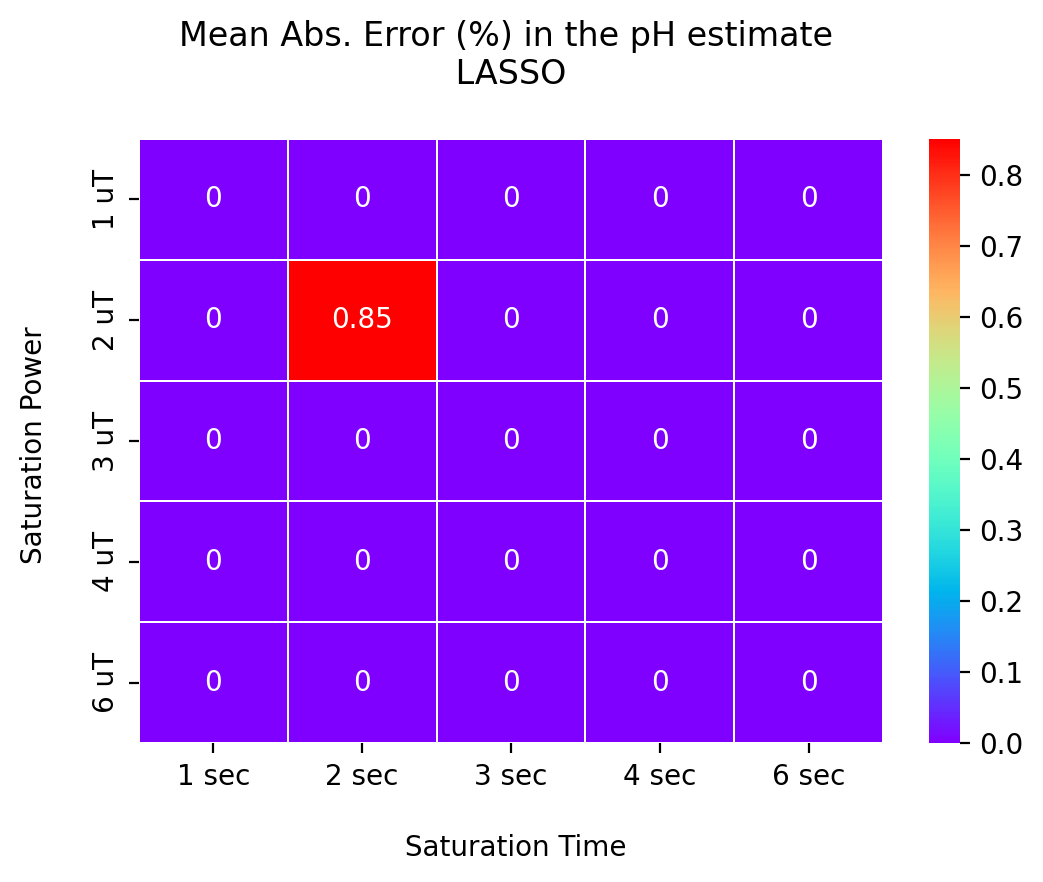 Mean Abs. Error (%) in the pH estimate
LASSO
Saturation Power
1 uT 0 0 0 0 0
2 uT 0 0.85 0 0 0
3 uT 0 0 0 0 0
4 uT 0 0 0 0 0
6 uT 0 0 0 0 0
1 sec 2 sec 3 sec 4 sec 6 sec
Saturation Time
0.8
0.7
0.6
0.5
0.4
0.3
0.2
0.1
0.0